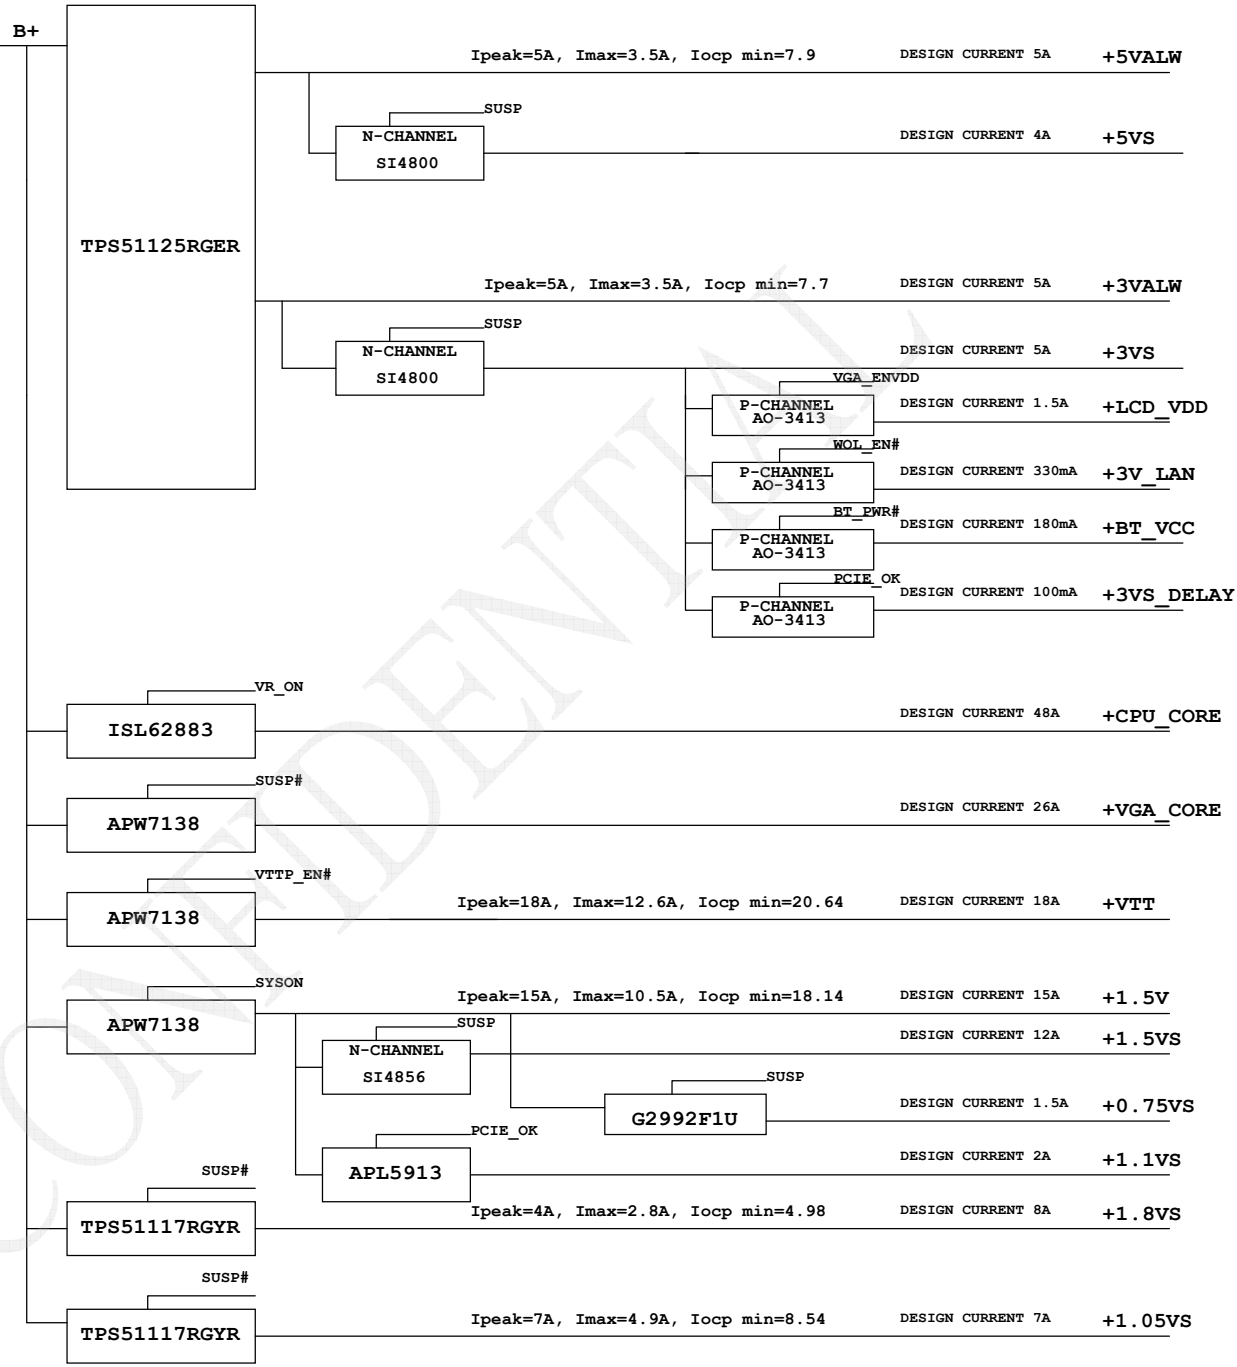 B+
Ipeak=5A, Imax=3.5A, Iocp min=7.9 DESIGN CURRENT 5A +5VALW
SUSP
N-CHANNEL
SI4800
DESIGN CURRENT 4A +5VS
TPS51125RGER
Ipeak=5A, Imax=3.5A, Iocp min=7.7 DESIGN CURRENT 5A +3VALW
SUSP
N-CHANNEL
SI4800
DESIGN CURRENT 5A +3VS
VGA_ENVDD
P-CHANNEL
AO-3413
DESIGN CURRENT 1.5A +LCD_VDD
WOL_EN#
P-CHANNEL
AO-3413
DESIGN CURRENT 330mA +3V_LAN
BT_PWR#
P-CHANNEL
AO-3413
DESIGN CURRENT 180mA +BT_VCC
PCIE_OK
P-CHANNEL
AO-3413
DESIGN CURRENT 100mA +3VS_DELAY
VR_ON
ISL62883
DESIGN CURRENT 48A +CPU_CORE
SUSP#
APW7138
DESIGN CURRENT 26A +VGA_CORE
VTTP_EN#
APW7138
Ipeak=18A, Imax=12.6A, Iocp min=20.64 DESIGN CURRENT 18A +VTT
SYSON
APW7138
Ipeak=15A, Imax=10.5A, Iocp min=18.14 DESIGN CURRENT 15A +1.5V
SUSP
N-CHANNEL
SI4856
DESIGN CURRENT 12A +1.5VS
SUSP
G2992F1U
DESIGN CURRENT 1.5A +0.75VS
PCIE_OK
APL5913
DESIGN CURRENT 2A +1.1VS
SUSP#
TPS51117RGYR
Ipeak=4A, Imax=2.8A, Iocp min=4.98 DESIGN CURRENT 8A +1.8VS
SUSP#
TPS51117RGYR
Ipeak=7A, Imax=4.9A, Iocp min=8.54 DESIGN CURRENT 7A +1.05VS
CONFIDENTIAL